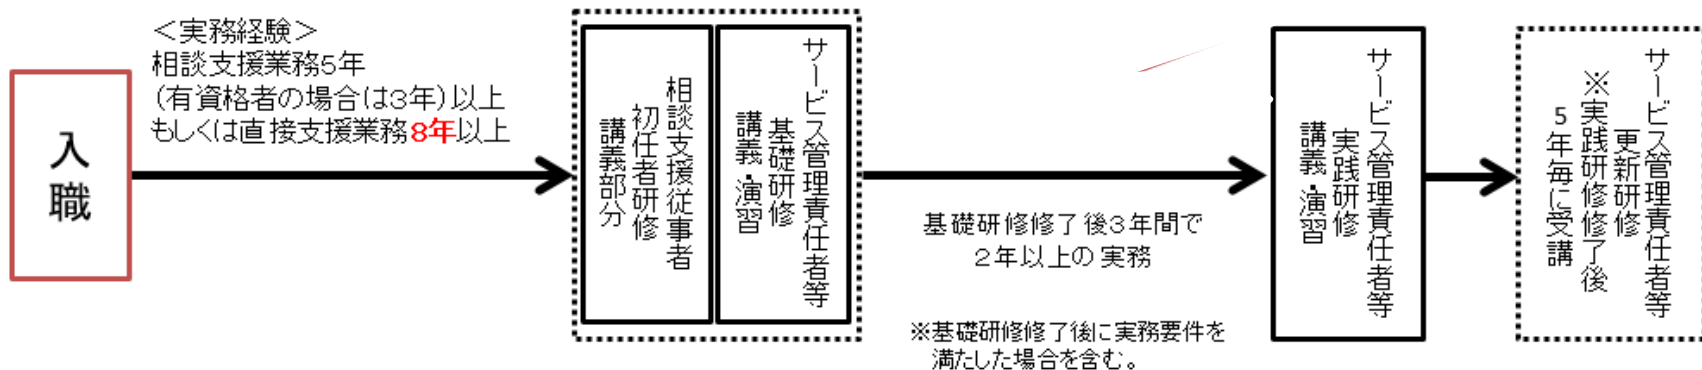 入職
＜実務経験＞
相談支援業務5年
（有資格者の場合は3年）以上
もしくは直接支援業務8年以上
相談支援従事者
初任者研修
講義部分
サービス管理責任者等
基礎研修
講義・演習
基礎研修修了後3年間で
2年以上の実務
※基礎研修修了後に実務要件を
満たした場合を含む。
サービス管理責任者等
実践研修
講義・演習
サービス管理責任者等
更新研修
※実践研修修了後
5年毎に受講